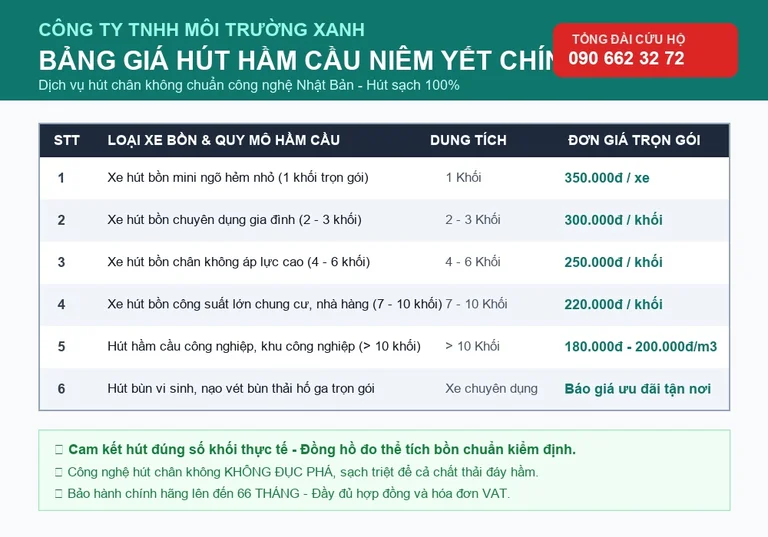 CÔNG TY TNHH MÔI TRƯỜNG XANH
BẢNG GIÁ HÚT HẦM CẦU NIÊM YẾT CHÍN
Dịch vụ hút chân không chuẩn công nghệ Nhật Bản - Hút sạch 100%
TỔNG ĐÀI CỨU HỘ
090 662 32 72
STT LOẠI XE BỒN & QUY MÔ HẦM CẦU DUNG TÍCH ĐƠN GIÁ TRỌN GÓI
1 Xe hút bồn mini ngõ hẻm nhỏ (1 khối trọn gói) 1 Khối 350.000đ / xe
2 Xe hút bồn chuyên dụng gia đình (2 - 3 khối) 2 - 3 Khối 300.000đ / khối
3 Xe hút bồn chân không áp lực cao (4 - 6 khối) 4 - 6 Khối 250.000đ / khối
4 Xe hút bồn công suất lớn chung cư, nhà hàng (7 - 10 khối) 7 - 10 Khối 220.000đ / khối
5 Hút hầm cầu công nghiệp, khu công nghiệp (> 10 khối) > 10 Khối 180.000đ - 200.000đ/m3
6 Hút bùn vi sinh, nạo vét bùn thải hố ga trọn gói Xe chuyên dụng Báo giá ưu đãi tận nơi
Cam kết hút đúng số khối thực tế - Đồng hồ đo thể tích bồn chuẩn kiểm định.
Công nghệ hút chân không KHÔNG ĐỤC PHÁ, sạch triệt để cả chất thải đáy hầm.
Bảo hành chính hãng lên đến 66 THÁNG - Đầy đủ hợp đồng và hóa đơn VAT.